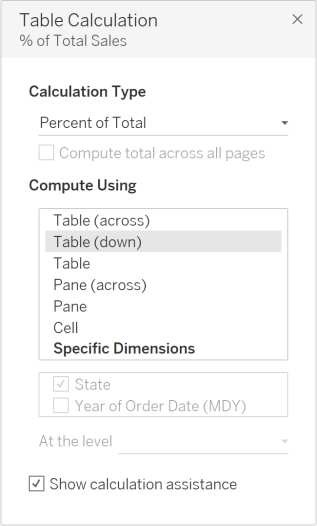 Table Calculation
% of Total Sales
Calculation Type
Percent of Total
Compute total across all pages
Compute Using
Table (across)
Table (down)
Table
Pane (across)
Pane
Cell
Specific Dimensions
State
Year of Order Date (MDY)
At the level
Show calculation assistance